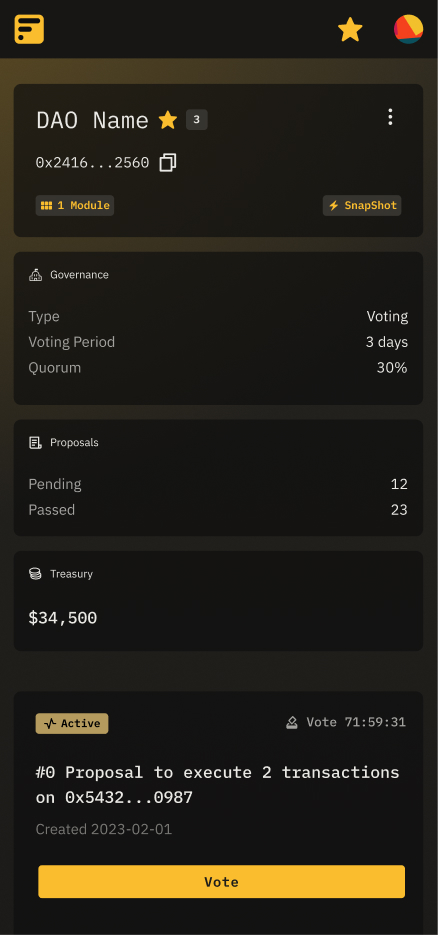 DAO Name 3
0x2416...2560
1 Module SnapShot
Governance
Type Voting
Voting Period 3 days
Quorum 30%
Proposals
Pending 12
Passed 23
Treasury
$34,500
Active Vote 71:59:31
#0 Proposal to execute 2 transactions
on 0x5432...0987
Created 2023-02-01
Vote